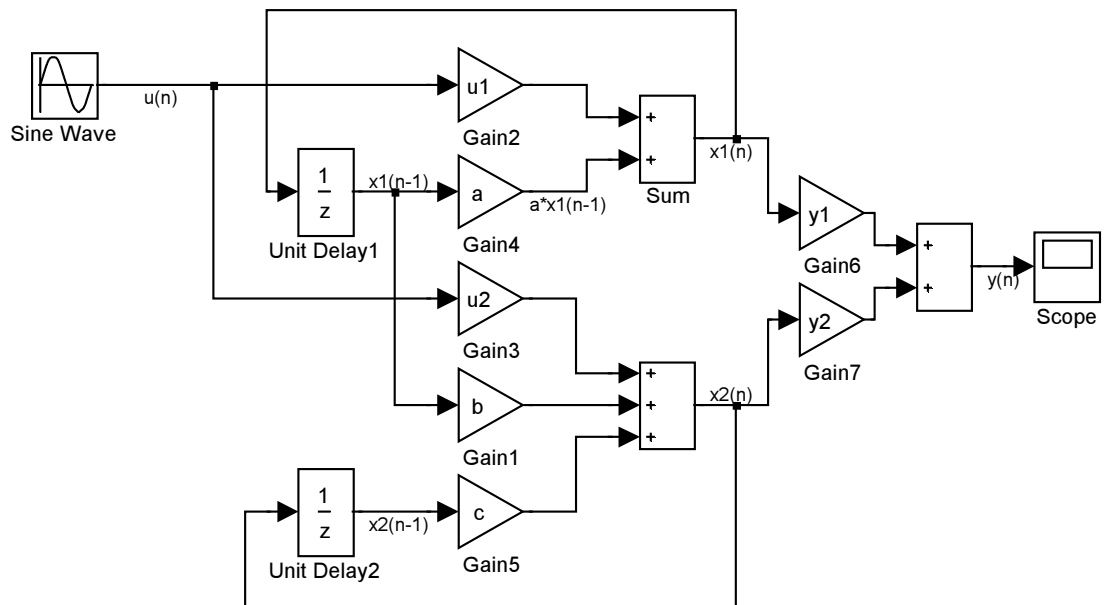 u1
+
u(n)
Sine Wave
Gain2
+
x1(n)
1
z
x1(n-1)
a
a*x1(n-1)
Sum
y1
Unit Delay1
Gain4
+
Gain6
u2
+
y(n)
y2
Scope
Gain3
+
x2(n)
Gain7
b
+
+
Gain1
1
z
x2(n-1)
c
Unit Delay2
Gain5